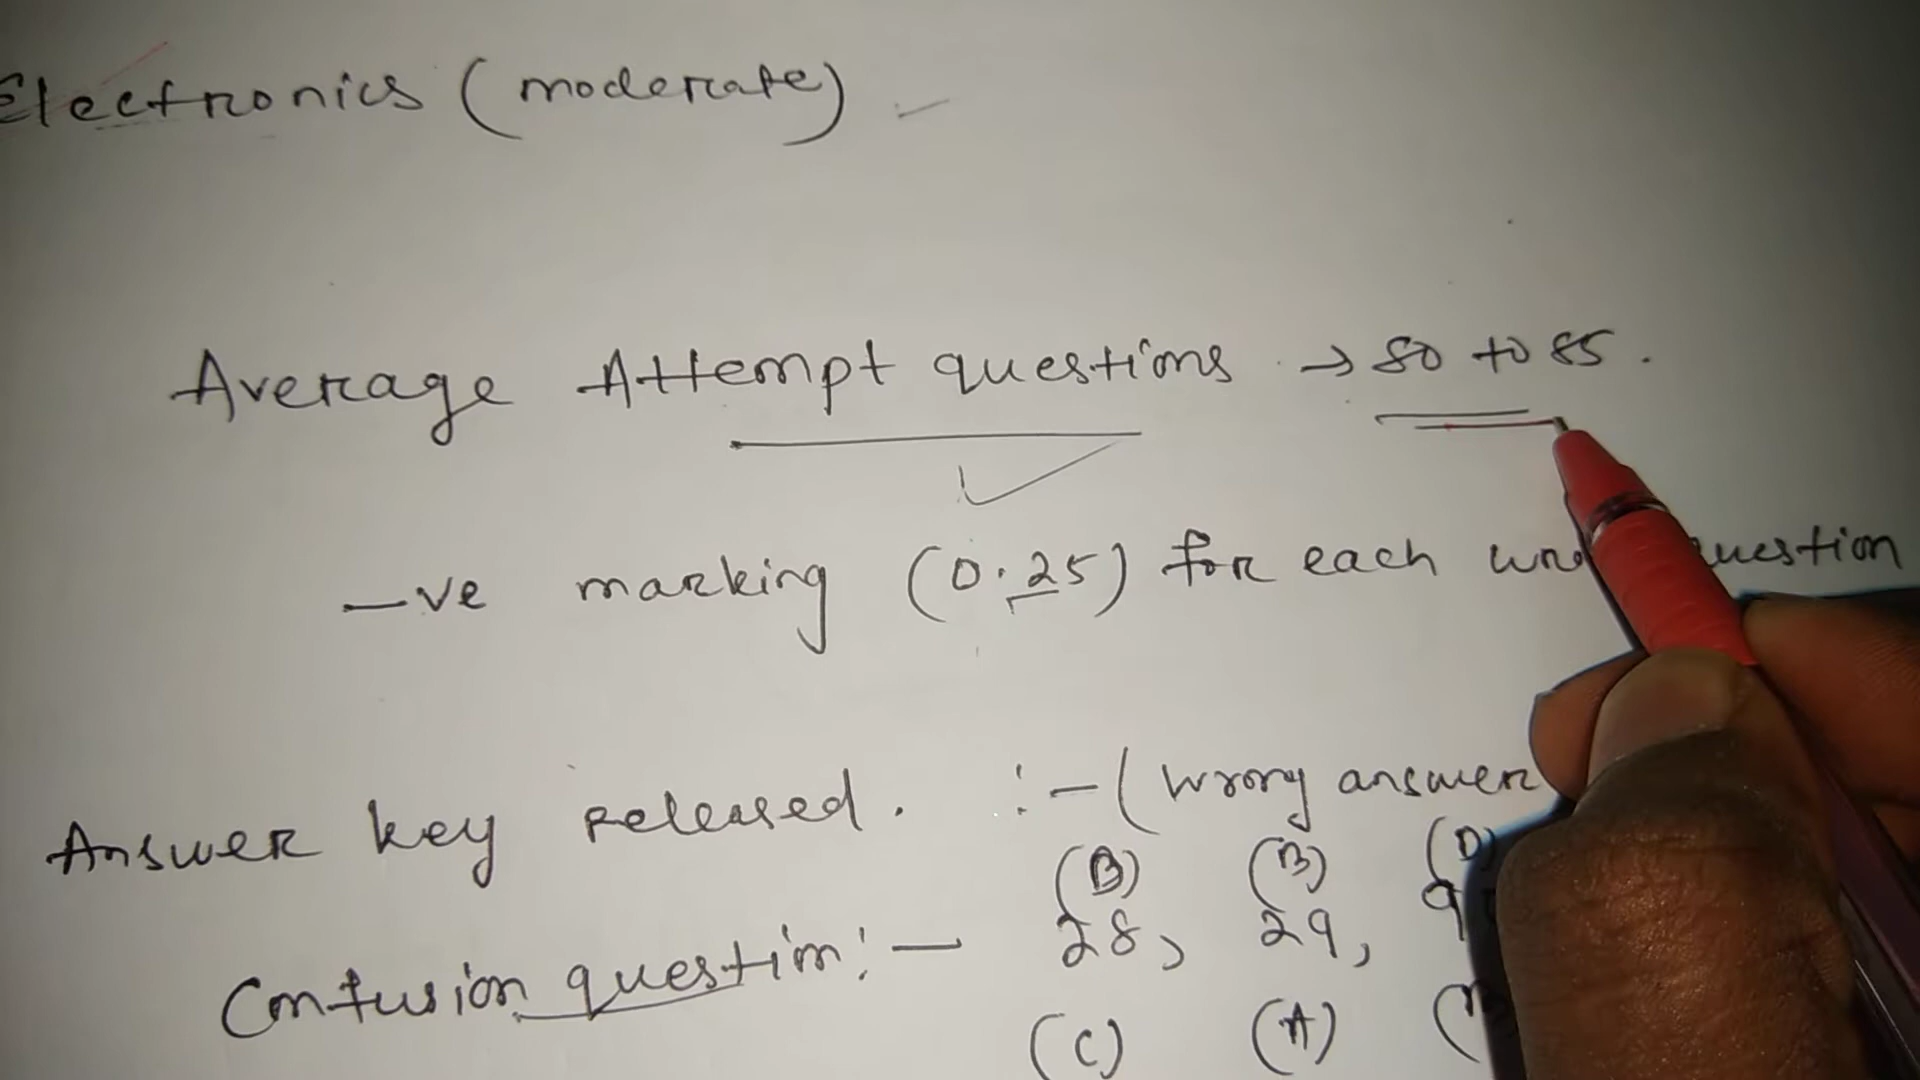 Electronics (moderate)
Average Attempt questions → 80 to 85.
-ve marking (0.25) for each question
Answer key released. :- (wrong answer
(B) (B) (D)
Confusion question:- 28, 29,
(C) (A)